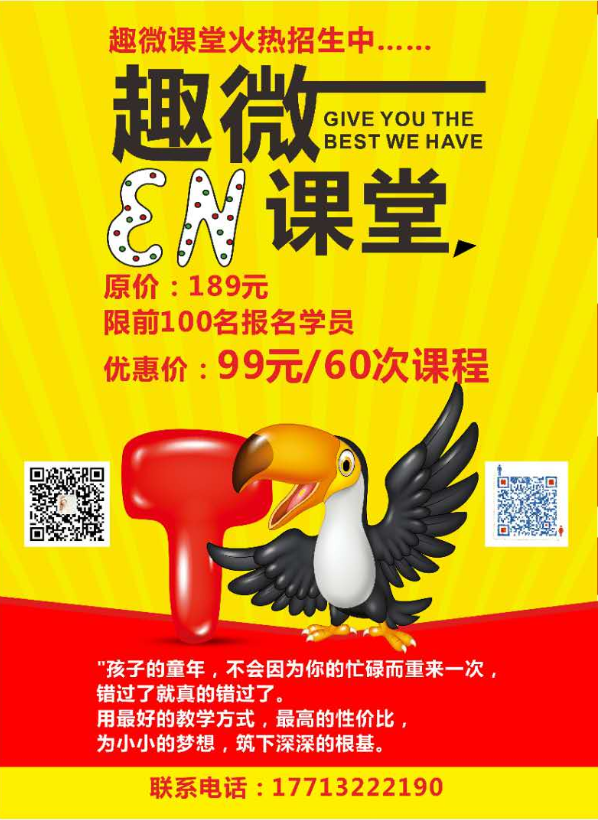 趣微课堂火热招生中……
趣微
GIVE YOU THE
BEST WE HAVE
EN 课堂
原价：189元
限前100名报名学员
优惠价：99元/60次课程
T
"孩子的童年，不会因为你的忙碌而重来一次，
错过了就真的错过了。
用最好的教学方式，最高的性价比，
为小小的梦想，筑下深深的根基。
联系电话：17713222190